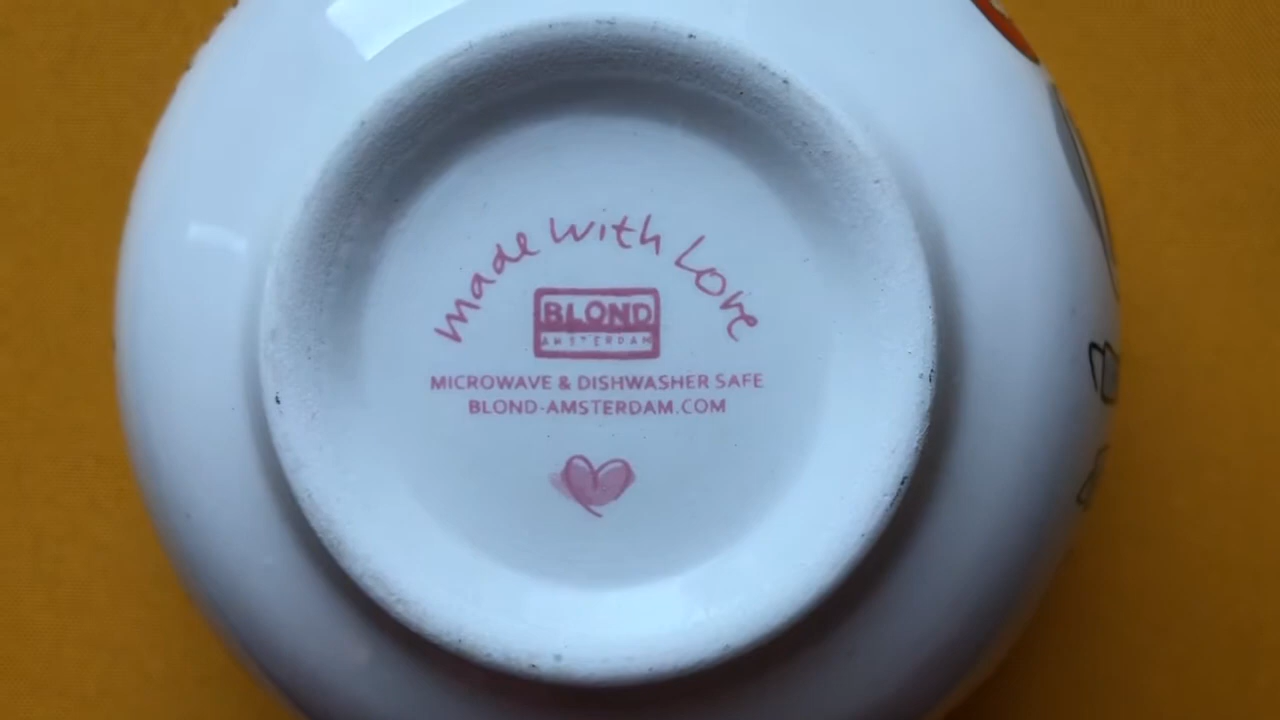 made with Love
BLOND
AMSTERDAM
MICROWAVE & DISHWASHER SAFE
BLOND-AMSTERDAM.COM